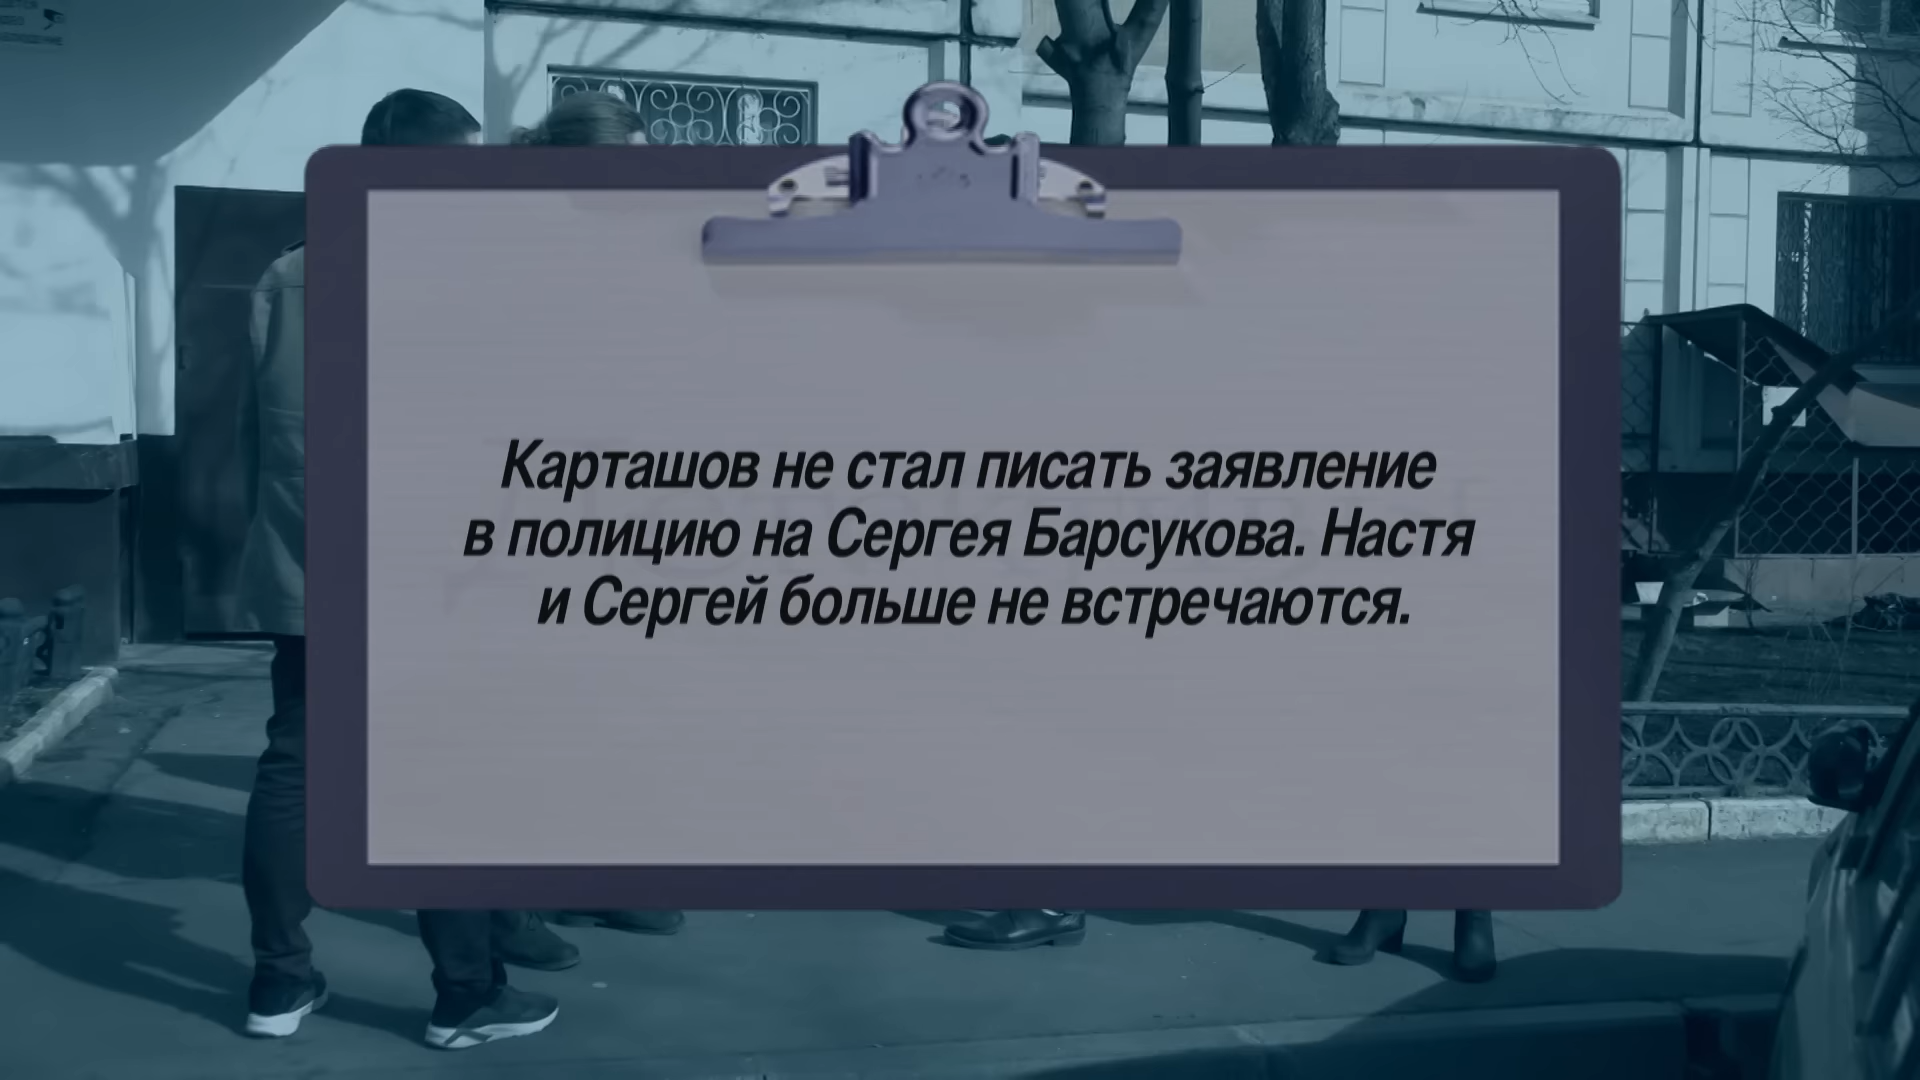 Карташов не стал писать заявление
в полицию на Сергея Барсукова. Настя
и Сергей больше не встречаются.